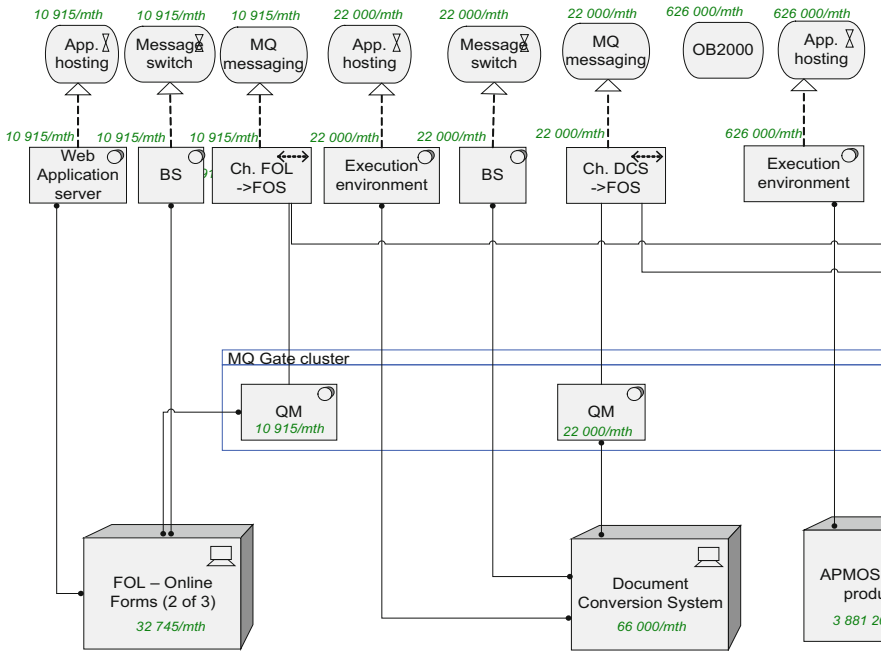 10 915/mth 10 915/mth 10 915/mth 22 000/mth 22 000/mth 22 000/mth 626 000/mth 626 000/mth
App.
hosting
Message
switch
MQ
messaging
App.
hosting
Message
switch
MQ
messaging
OB2000
App.
hosting
10 915/mth 10 915/mth 10 915/mth 22 000/mth 22 000/mth 22 000/mth 626 000/mth
Web
Application
server
BS
Ch. FOL
->FOS
Execution
environment
BS
Ch. DCS
->FOS
Execution
environment
MQ Gate cluster
QM
10 915/mth
QM
22 000/mth
FOL – Online
Forms (2 of 3)
32 745/mth
Document
Conversion System
66 000/mth
APMOS
produ
3 881 2